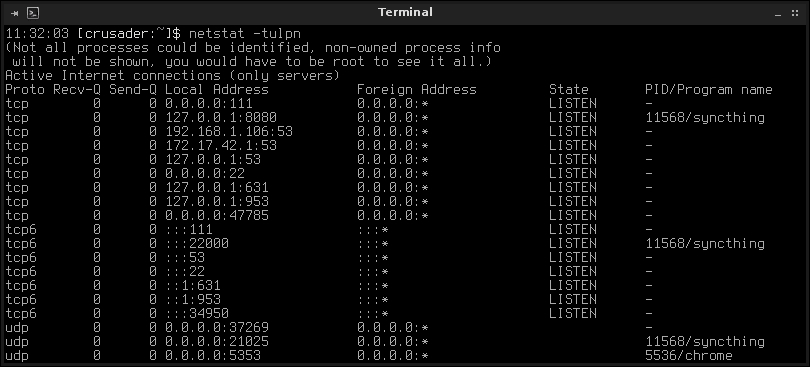 Terminal
11:32:03 [crusader:~]$ netstat -tulpn
(Not all processes could be identified, non-owned process info
 will not be shown, you would have to be root to see it all.)
Active Internet connections (only servers)
Proto Recv-Q Send-Q Local Address           Foreign Address         State       PID/Program name
tcp        0      0 0.0.0.0:111             0.0.0.0:*               LISTEN      -
tcp        0      0 127.0.0.1:8080          0.0.0.0:*               LISTEN      11568/syncthing
tcp        0      0 192.168.1.106:53        0.0.0.0:*               LISTEN      -
tcp        0      0 172.17.42.1:53          0.0.0.0:*               LISTEN      -
tcp        0      0 127.0.0.1:53            0.0.0.0:*               LISTEN      -
tcp        0      0 0.0.0.0:22              0.0.0.0:*               LISTEN      -
tcp        0      0 127.0.0.1:631           0.0.0.0:*               LISTEN      -
tcp        0      0 127.0.0.1:953           0.0.0.0:*               LISTEN      -
tcp        0      0 0.0.0.0:47785           0.0.0.0:*               LISTEN      -
tcp6       0      0 :::111                  :::*                    LISTEN      -
tcp6       0      0 :::22000                :::*                    LISTEN      11568/syncthing
tcp6       0      0 :::53                   :::*                    LISTEN      -
tcp6       0      0 :::22                   :::*                    LISTEN      -
tcp6       0      0 ::1:631                 :::*                    LISTEN      -
tcp6       0      0 ::1:953                 :::*                    LISTEN      -
tcp6       0      0 :::34950                :::*                    LISTEN      -
udp        0      0 0.0.0.0:37269           0.0.0.0:*                           -
udp        0      0 0.0.0.0:21025           0.0.0.0:*                           11568/syncthing
udp        0      0 0.0.0.0:5353            0.0.0.0:*                           5536/chrome